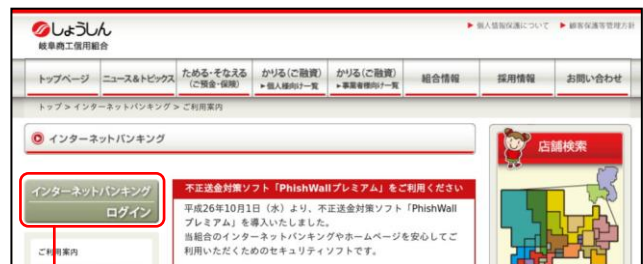 しょうしん
岐阜商工信用組合
▶ 個人情報保護について ▶ 顧客保護等管理方針
トップページ
ニュース&トピックス
ためる・そなえる
(ご預金・保険)
かりる(ご融資)
▶個人様向け一覧
かりる(ご融資)
▶事業者様向け一覧
組合情報
採用情報
お問い合わせ
トップ > インターネットバンキング > ご利用案内
インターネットバンキング
店舗検索
インターネットバンキング
ログイン
ご利用案内
不正送金対策ソフト「PhishWallプレミアム」をご利用ください
平成26年10月1日(水)より、不正送金対策ソフト「PhishWall
プレミアム」を導入いたしました。
当組合のインターネットバンキングやホームページを安心してご
利用いただくためのセキュリティソフトです。